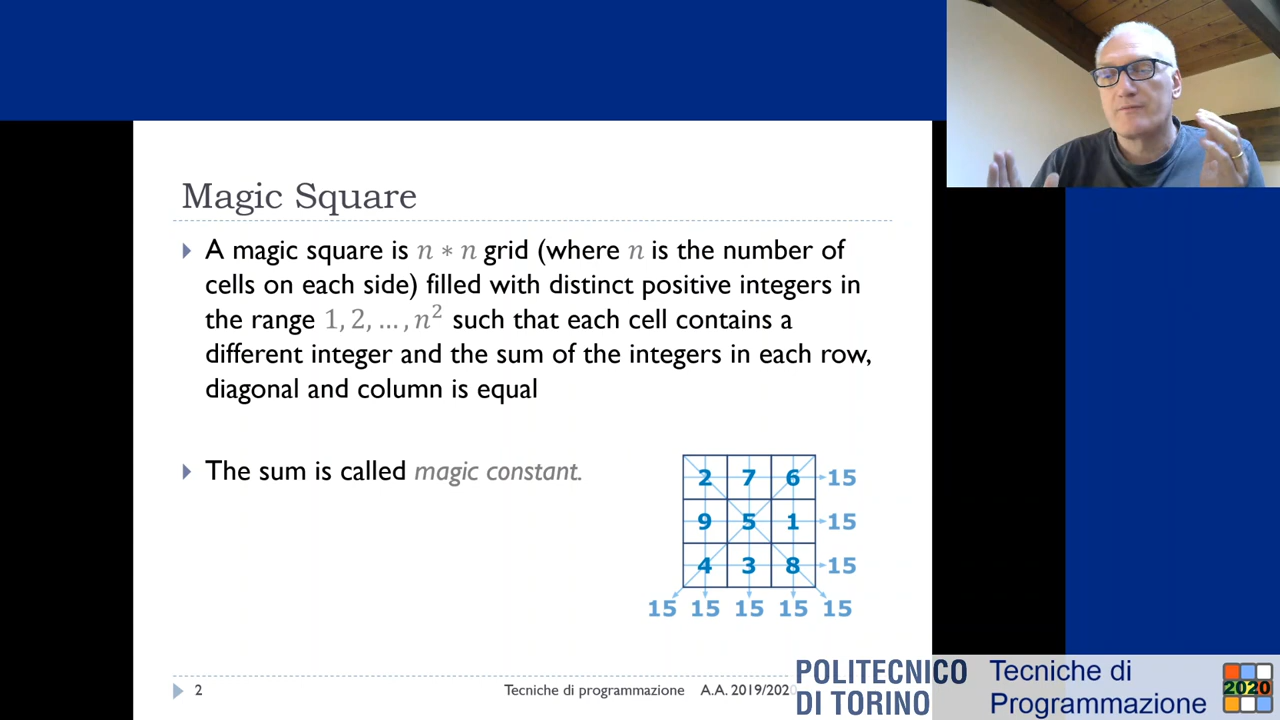 Magic Square
A magic square is n ∗ n grid (where n is the number of
cells on each side) filled with distinct positive integers in
the range 1, 2, … , n² such that each cell contains a
different integer and the sum of the integers in each row,
diagonal and column is equal
The sum is called magic constant.
2 7 6 15
9 5 1 15
4 3 8 15
15 15 15 15 15
2
Tecniche di programmazione A.A. 2019/2020
POLITECNICO
DI TORINO
Tecniche di
Programmazione
2020